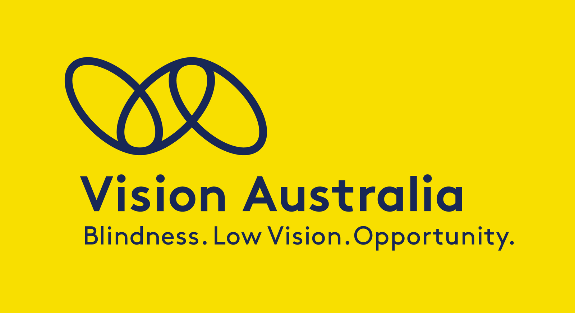 Vision Australia
Blindness. Low Vision. Opportunity.